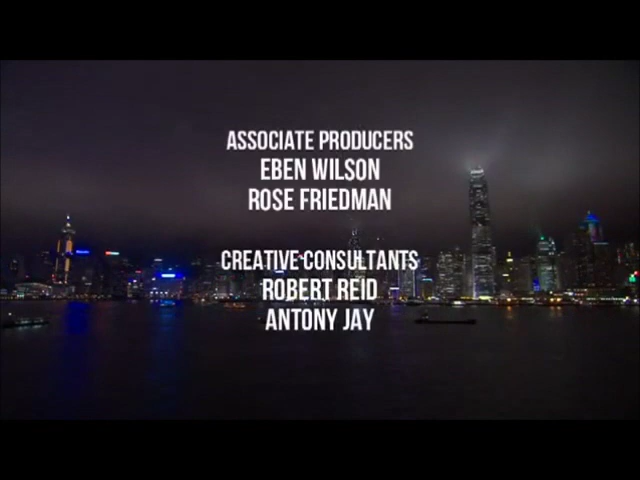 ASSOCIATE PRODUCERS
EBEN WILSON
ROSE FRIEDMAN
CREATIVE CONSULTANTS
ROBERT REID
ANTONY JAY